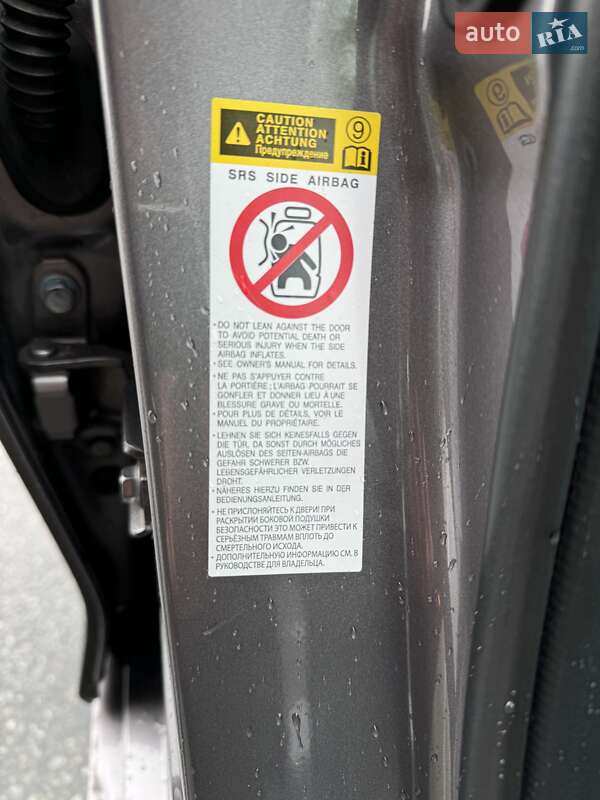 auto RIA.com
CAUTION
ATTENTION
ACHTUNG
Предупреждение
9
SRS SIDE AIRBAG
• DO NOT LEAN AGAINST THE DOOR
TO AVOID POTENTIAL DEATH OR
SERIOUS INJURY WHEN THE SIDE
AIRBAG INFLATES.
• SEE OWNER'S MANUAL FOR DETAILS.
• NE PAS S'APPUYER CONTRE
LA PORTIÈRE ; L'AIRBAG POURRAIT SE
GONFLER ET DONNER LIEU À UNE
BLESSURE GRAVE OU MORTELLE.
• POUR PLUS DE DÉTAILS, VOIR LE
MANUEL DU PROPRIÉTAIRE.
• LEHNEN SIE SICH KEINESFALLS GEGEN
DIE TÜR, DA SONST DURCH MÖGLICHES
AUSLÖSEN DES SEITEN-AIRBAGS DIE
GEFAHR SCHWERER BZW.
LEBENSGEFÄHRLICHER VERLETZUNGEN
DROHT.
• NÄHERES HIERZU FINDEN SIE IN DER
BEDIENUNGSANLEITUNG.
• НЕ ПРИСЛОНЯЙТЕСЬ К ДВЕРИ! ПРИ
РАСКРЫТИИ БОКОВОЙ ПОДУШКИ
БЕЗОПАСНОСТИ ЭТО МОЖЕТ ПРИВЕСТИ К
СЕРЬЁЗНЫМ ТРАВМАМ ВПЛОТЬ ДО
СМЕРТЕЛЬНОГО ИСХОДА.
• ДОПОЛНИТЕЛЬНУЮ ИНФОРМАЦИЮ СМ. В
РУКОВОДСТВЕ ДЛЯ ВЛАДЕЛЬЦА.